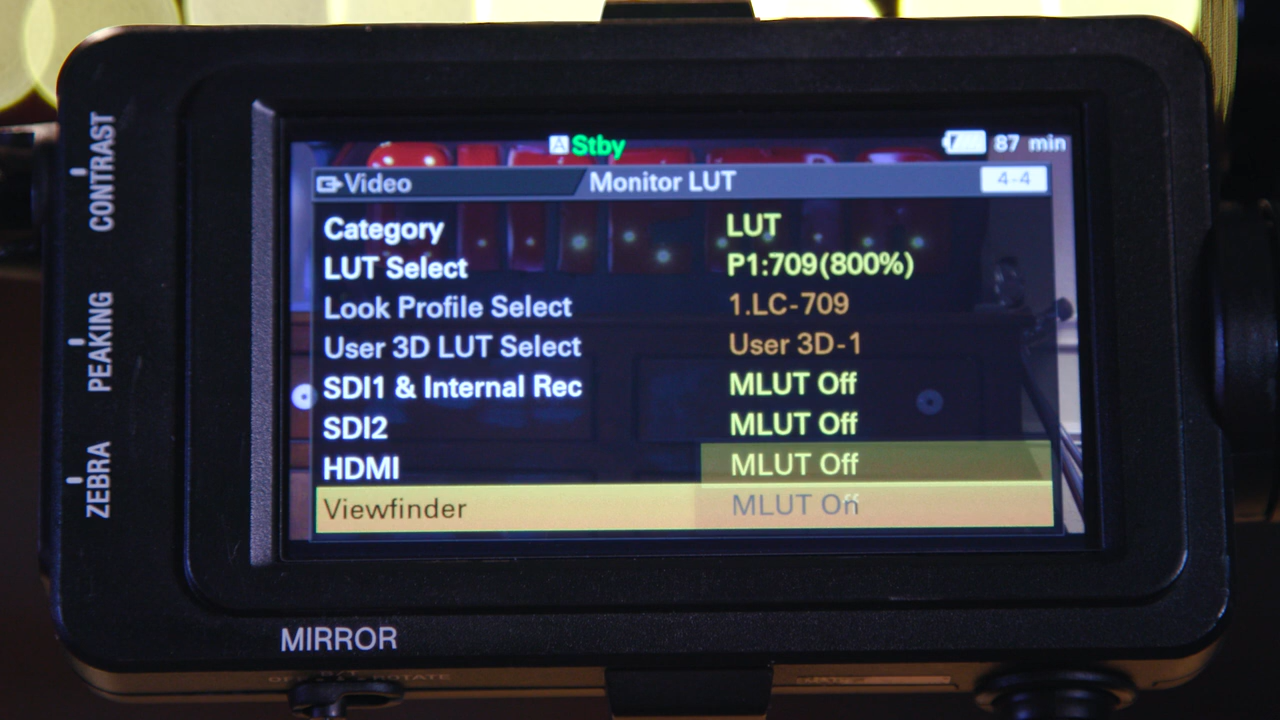 A Stby 87 min
Video Monitor LUT 4-4
Category LUT
LUT Select P1:709(800%)
Look Profile Select 1.LC-709
User 3D LUT Select User 3D-1
SDI1 & Internal Rec MLUT Off
SDI2 MLUT Off
HDMI MLUT Off
Viewfinder MLUT On
CONTRAST
PEAKING
ZEBRA
MIRROR
ROTATE